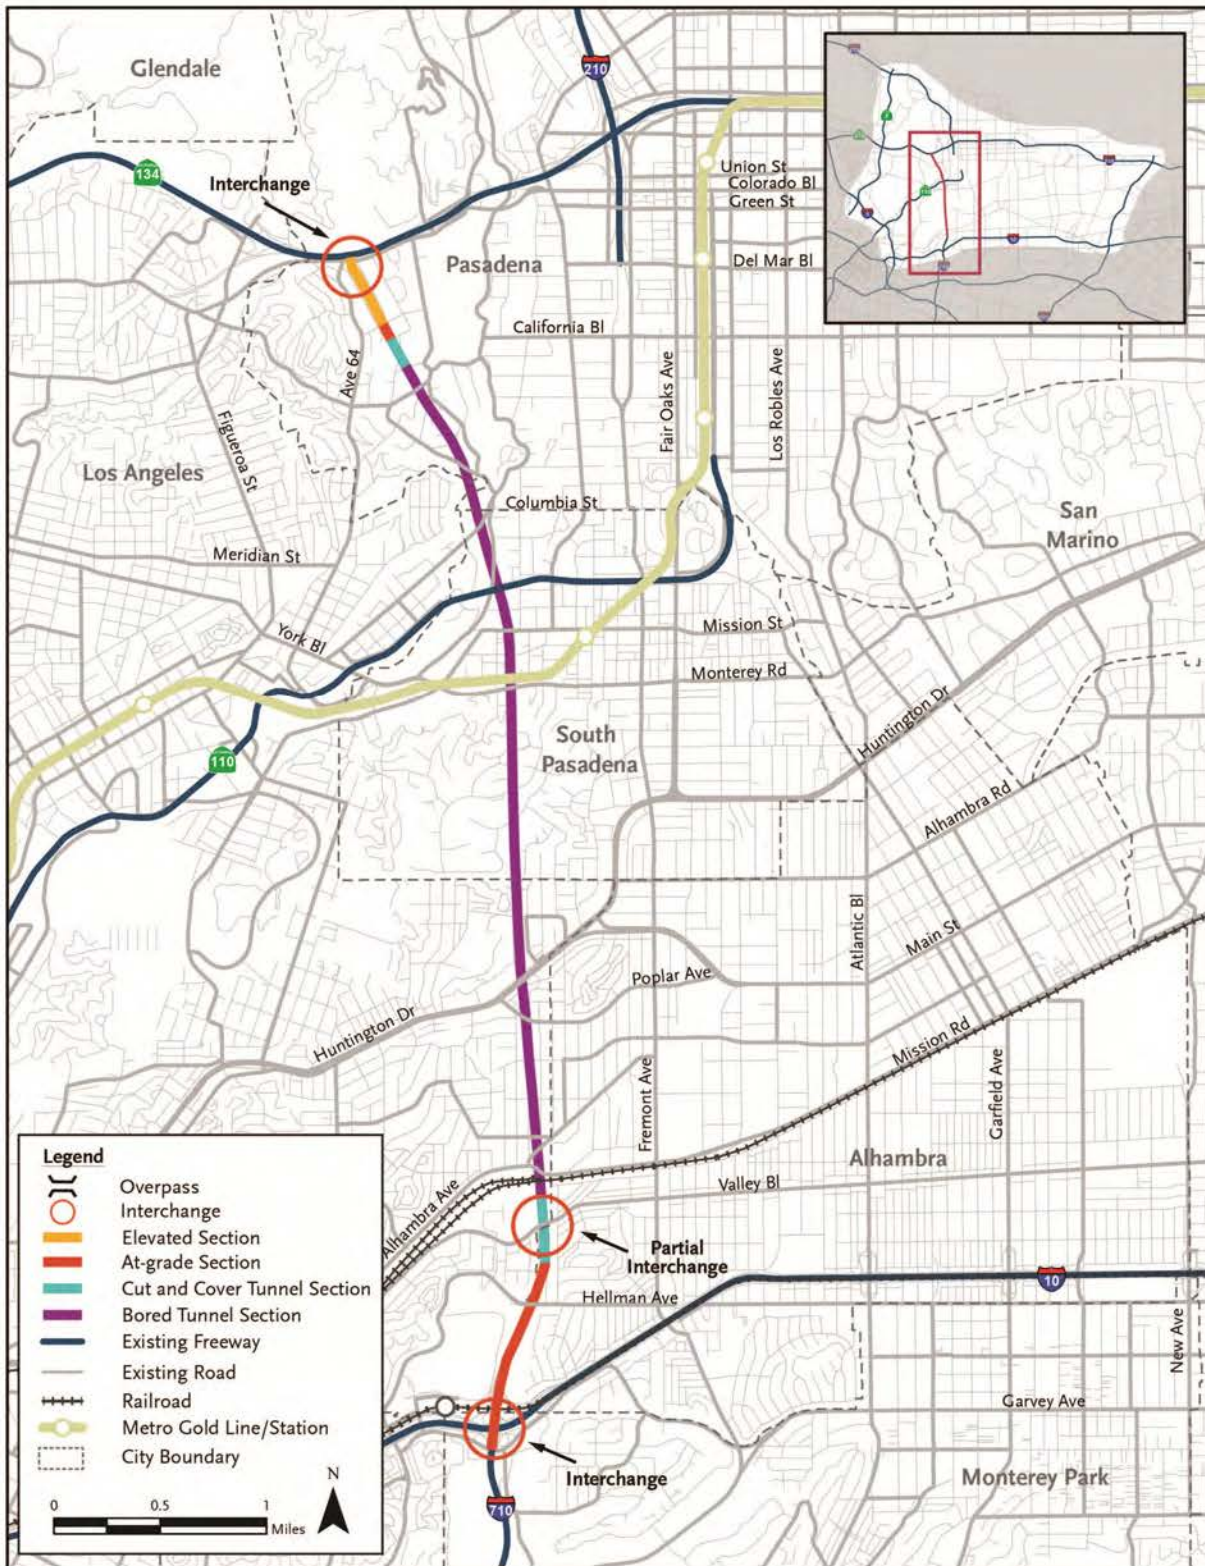 Glendale
210
134
Interchange
Union St
Colorado Bl
Green St
Pasadena
Del Mar Bl
California Bl
Ave 64
Fair Oaks Ave
Los Robles Ave
Figueroa St
Los Angeles
Columbia St
San
Marino
Meridian St
York Bl
Mission St
Monterey Rd
Huntington Dr
South
Pasadena
110
Alhambra Rd
Atlantic Bl
Main St
Poplar Ave
Huntington Dr
Mission Rd
Fremont Ave
Garfield Ave
Alhambra
Valley Bl
Alhambra Ave
Partial
Interchange
10
Hellman Ave
New Ave
Garvey Ave
Interchange
Monterey Park
710
Legend
Overpass
Interchange
Elevated Section
At-grade Section
Cut and Cover Tunnel Section
Bored Tunnel Section
Existing Freeway
Existing Road
Railroad
Metro Gold Line/Station
City Boundary
N
0 0.5 1
Miles